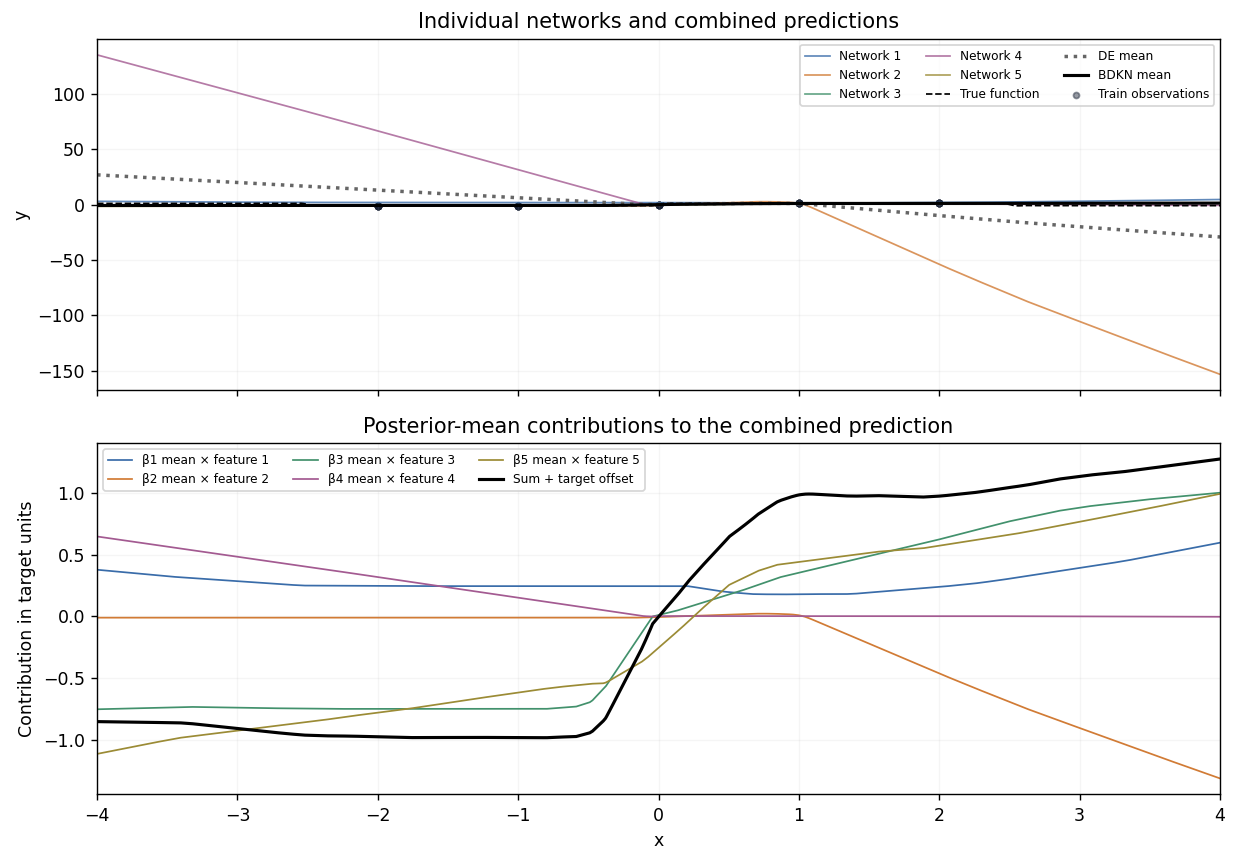 Individual networks and combined predictions
100
50
0
−50
−100
−150
y
Network 1 Network 4 DE mean
Network 2 Network 5 BDKN mean
Network 3 True function Train observations
Posterior-mean contributions to the combined prediction
β1 mean × feature 1 β3 mean × feature 3 β5 mean × feature 5
β2 mean × feature 2 β4 mean × feature 4 Sum + target offset
1.0
0.5
0.0
−0.5
−1.0
Contribution in target units
−4 −3 −2 −1 0 1 2 3 4
x